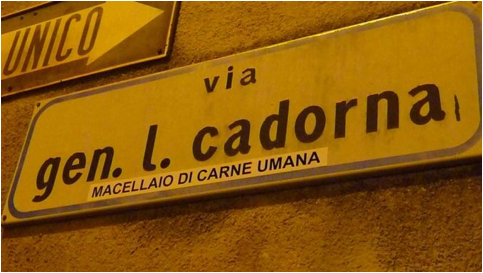 UNICO
via
gen. l. cadorna
MACELLAIO DI CARNE UMANA